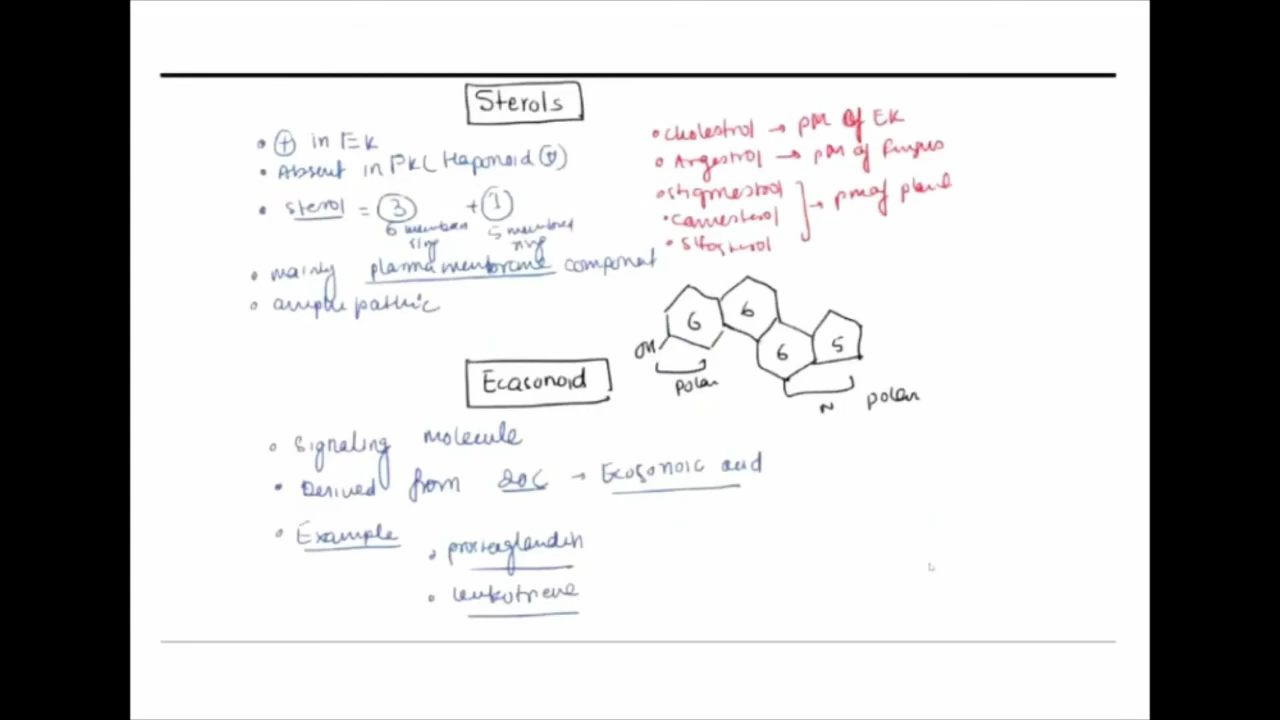 Sterols
• ⊕ in EK
• Absent in PK (Haponoid ⊕)
• sterol = 3 + 1
6 membered ring
5 membered ring
• mainly plasma membrane component
• amphipathic
• Cholestrol → PM of EK
• Argestrol → PM of fungus
• Stigmestrol
• Camesterol → PM of plant
• Sitosterol
6
6
6
5
OH
polar
N polar
Ecasonoid
• Signaling molecule
• Derived from 20C → Ecosonoic acid
• Example
• prostaglandin
• leukotriene